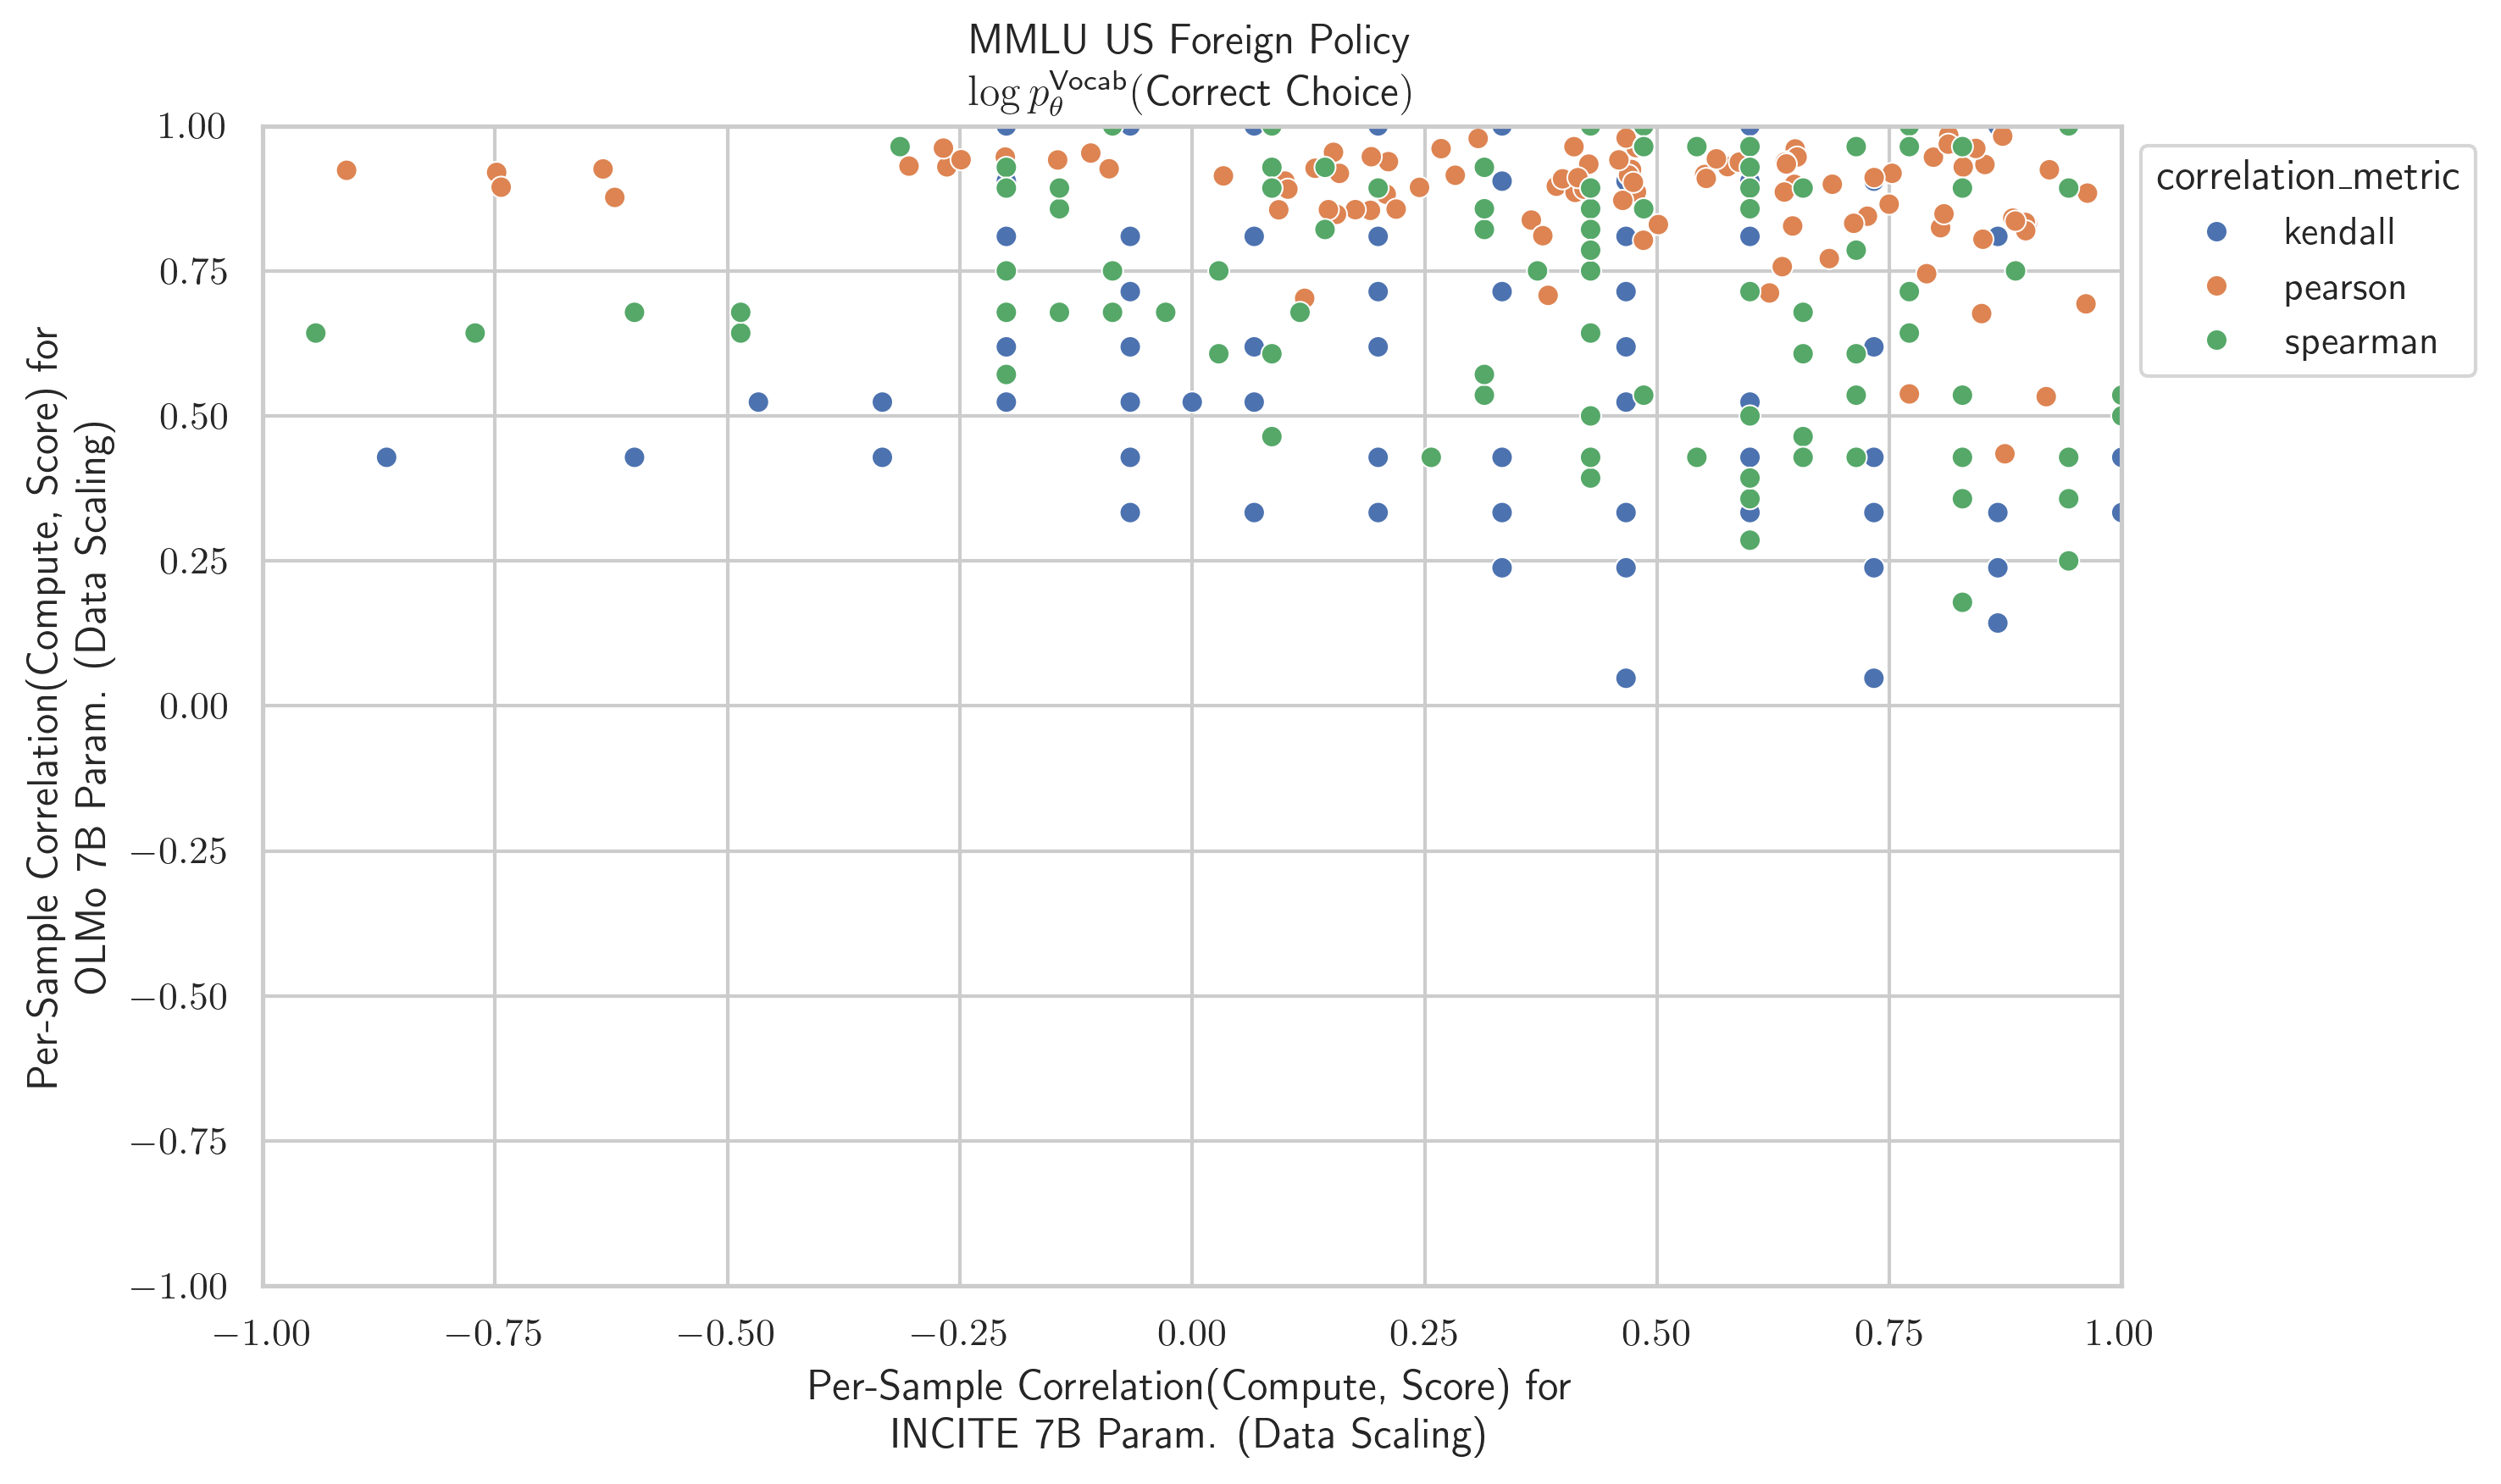 MMLU US Foreign Policy
log p_θ^Vocab(Correct Choice)
1.00
0.75
0.50
0.25
0.00
−0.25
−0.50
−0.75
−1.00
Per-Sample Correlation(Compute, Score) for
OLMo 7B Param. (Data Scaling)
−1.00 −0.75 −0.50 −0.25 0.00 0.25 0.50 0.75 1.00
Per-Sample Correlation(Compute, Score) for
INCITE 7B Param. (Data Scaling)
correlation_metric
kendall
pearson
spearman